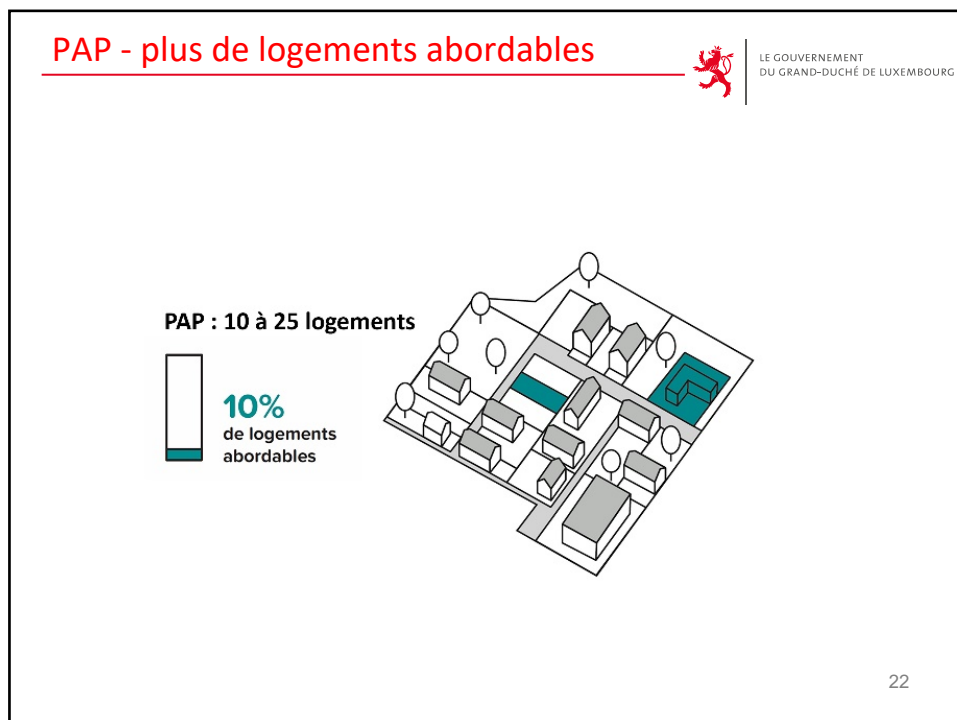 PAP - plus de logements abordables
LE GOUVERNEMENT
DU GRAND-DUCHÉ DE LUXEMBOURG
PAP : 10 à 25 logements
10%
de logements
abordables
22